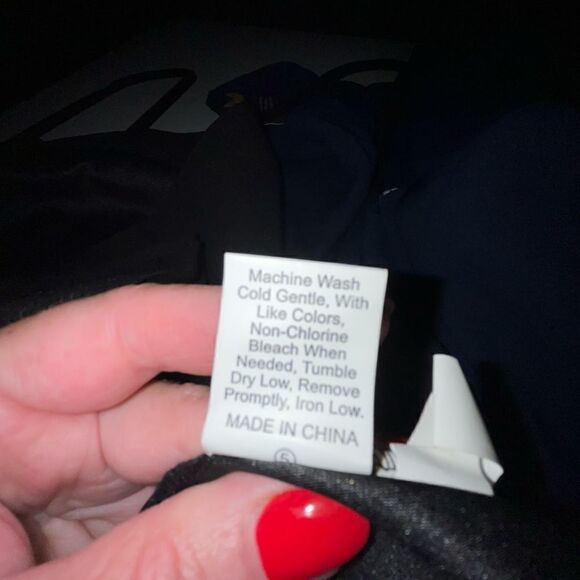 Machine Wash
Cold Gentle, With
Like Colors,
Non-Chlorine
Bleach When
Needed, Tumble
Dry Low, Remove
Promptly, Iron Low.
MADE IN CHINA
5